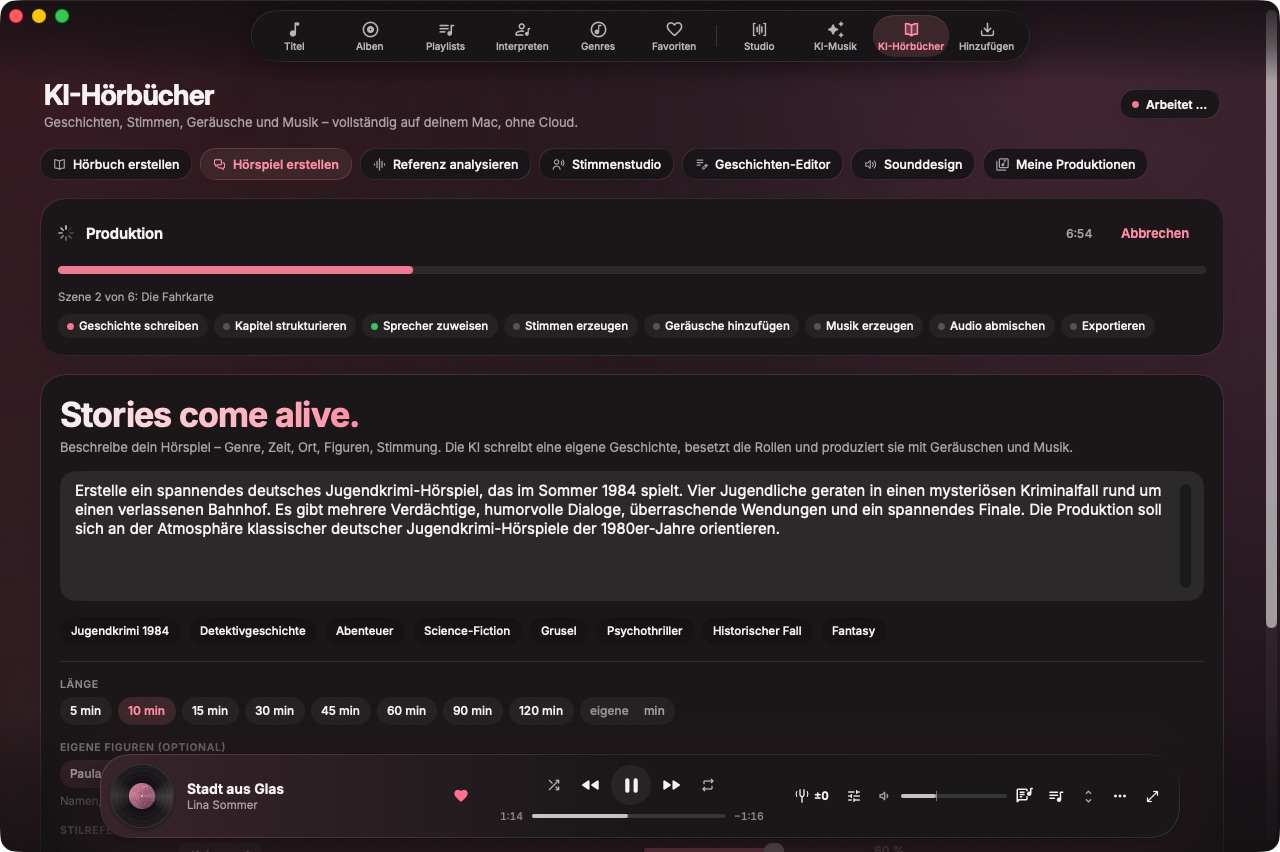 Titel
Alben
Playlists
Interpreten
Genres
Favoriten
Studio
KI-Musik
KI-Hörbücher
Hinzufügen
KI-Hörbücher
Arbeitet ...
Geschichten, Stimmen, Geräusche und Musik – vollständig auf deinem Mac, ohne Cloud.
Hörbuch erstellen
Hörspiel erstellen
Referenz analysieren
Stimmenstudio
Geschichten-Editor
Sounddesign
Meine Produktionen
Produktion
6:54
Abbrechen
Szene 2 von 6: Die Fahrkarte
Geschichte schreiben
Kapitel strukturieren
Sprecher zuweisen
Stimmen erzeugen
Geräusche hinzufügen
Musik erzeugen
Audio abmischen
Exportieren
Stories come alive.
Beschreibe dein Hörspiel – Genre, Zeit, Ort, Figuren, Stimmung. Die KI schreibt eine eigene Geschichte, besetzt die Rollen und produziert sie mit Geräuschen und Musik.
Erstelle ein spannendes deutsches Jugendkrimi-Hörspiel, das im Sommer 1984 spielt. Vier Jugendliche geraten in einen mysteriösen Kriminalfall rund um
einen verlassenen Bahnhof. Es gibt mehrere Verdächtige, humorvolle Dialoge, überraschende Wendungen und ein spannendes Finale. Die Produktion soll
sich an der Atmosphäre klassischer deutscher Jugendkrimi-Hörspiele der 1980er-Jahre orientieren.
Jugendkrimi 1984
Detektivgeschichte
Abenteuer
Science-Fiction
Grusel
Psychothriller
Historischer Fall
Fantasy
LÄNGE
5 min
10 min
15 min
30 min
45 min
60 min
90 min
120 min
eigene min
EIGENE FIGUREN (OPTIONAL)
Paula
Namen,
Stadt aus Glas
Lina Sommer
1:14
−1:16
±0
60 %